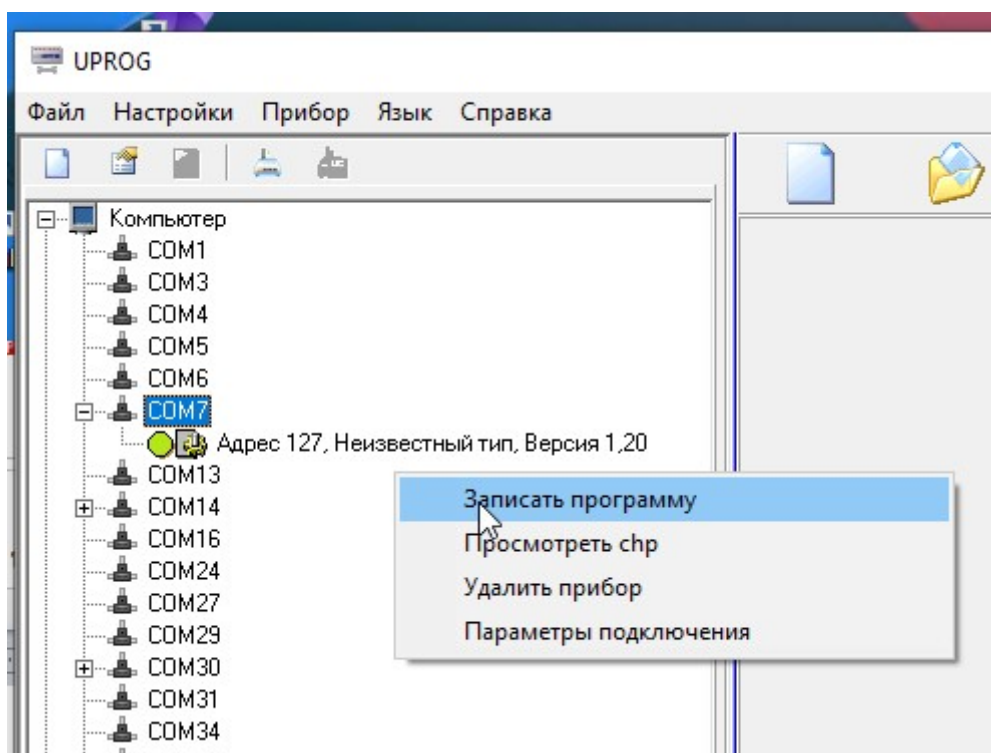 UPROG
Файл Настройки Прибор Язык Справка
Компьютер
COM1
COM3
COM4
COM5
COM6
COM7
Адрес 127, Неизвестный тип, Версия 1,20
COM13
COM14
COM16
COM24
COM27
COM29
COM30
COM31
COM34
Записать программу
Просмотреть chp
Удалить прибор
Параметры подключения